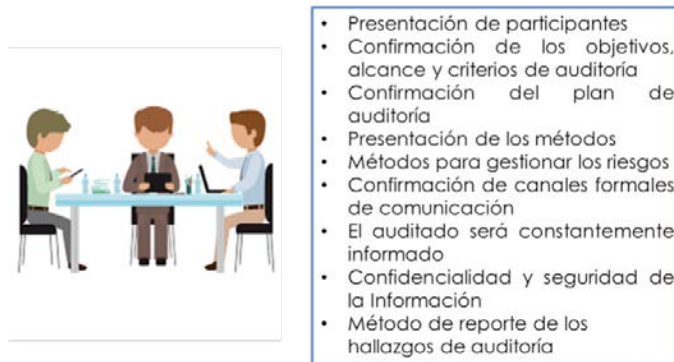 • Presentación de participantes
• Confirmación de los objetivos,
alcance y criterios de auditoría
• Confirmación del plan de
auditoría
• Presentación de los métodos
• Métodos para gestionar los riesgos
• Confirmación de canales formales
de comunicación
• El auditado será constantemente
informado
• Confidencialidad y seguridad de
la Información
• Método de reporte de los
hallazgos de auditoría